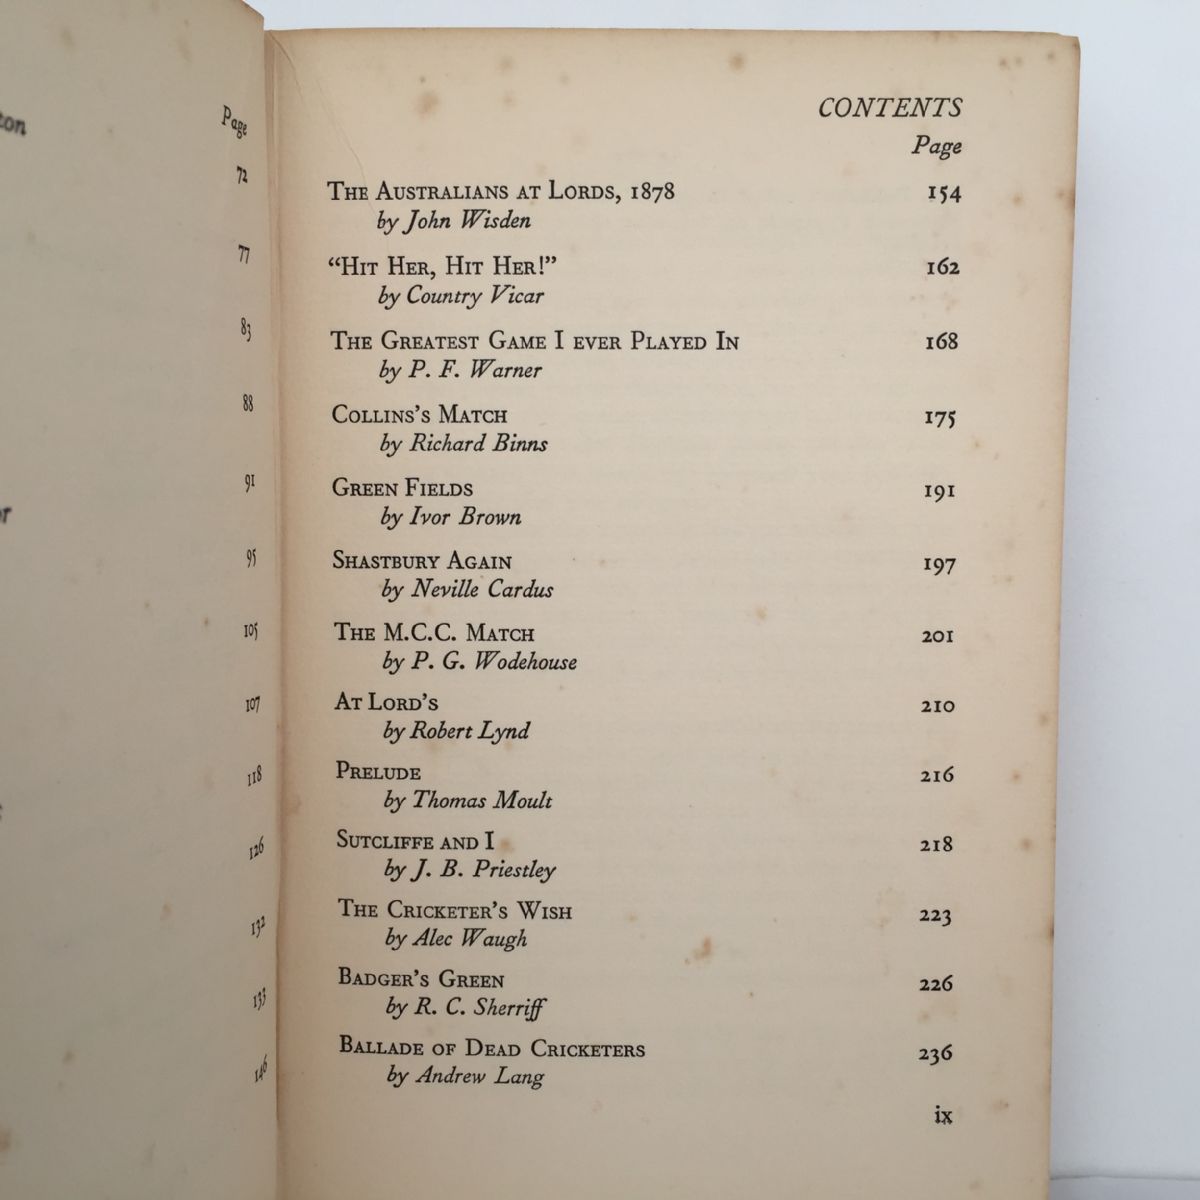 Page
72
77
83
88
91
95
105
107
118
126
132
133
146
CONTENTS
Page
The Australians at Lords, 1878 154
by John Wisden
“Hit Her, Hit Her!” 162
by Country Vicar
The Greatest Game I ever Played In 168
by P. F. Warner
Collins's Match 175
by Richard Binns
Green Fields 191
by Ivor Brown
Shastbury Again 197
by Neville Cardus
The M.C.C. Match 201
by P. G. Wodehouse
At Lord's 210
by Robert Lynd
Prelude 216
by Thomas Moult
Sutcliffe and I 218
by J. B. Priestley
The Cricketer's Wish 223
by Alec Waugh
Badger's Green 226
by R. C. Sherriff
Ballade of Dead Cricketers 236
by Andrew Lang
ix